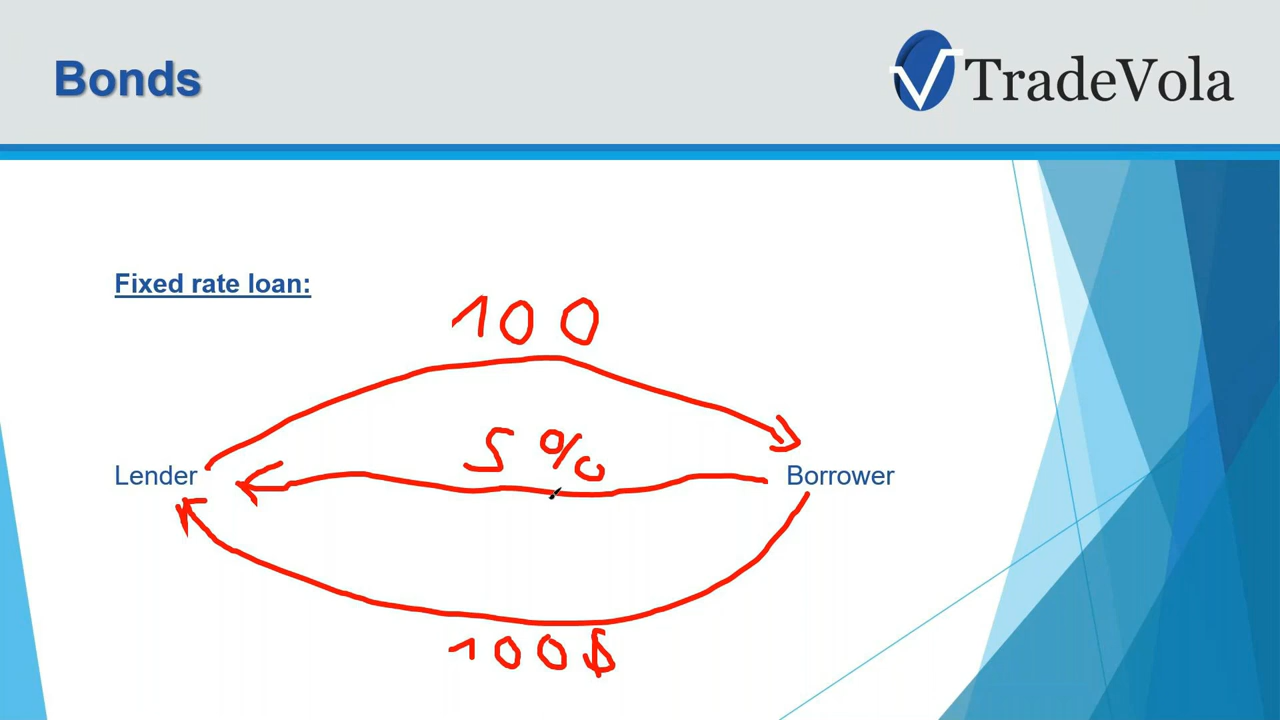 Bonds
TradeVola
Fixed rate loan:
100
5%
Lender
Borrower
100$